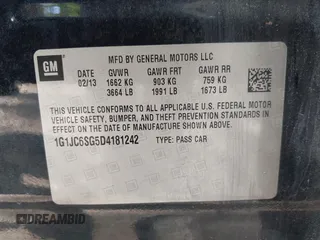 GM
MFD BY GENERAL MOTORS LLC
DATE GVWR GAWR FRT GAWR RR
02/13 1662 KG 903 KG 759 KG
3664 LB 1991 LB 1673 LB
THIS VEHICLE CONFORMS TO ALL APPLICABLE U.S. FEDERAL MOTOR
VEHICLE SAFETY, BUMPER, AND THEFT PREVENTION STANDARDS IN
EFFECT ON THE DATE OF MANUFACTURE SHOWN ABOVE.
1G1JC6SG5D4181242 TYPE: PASS CAR
DREAMBID